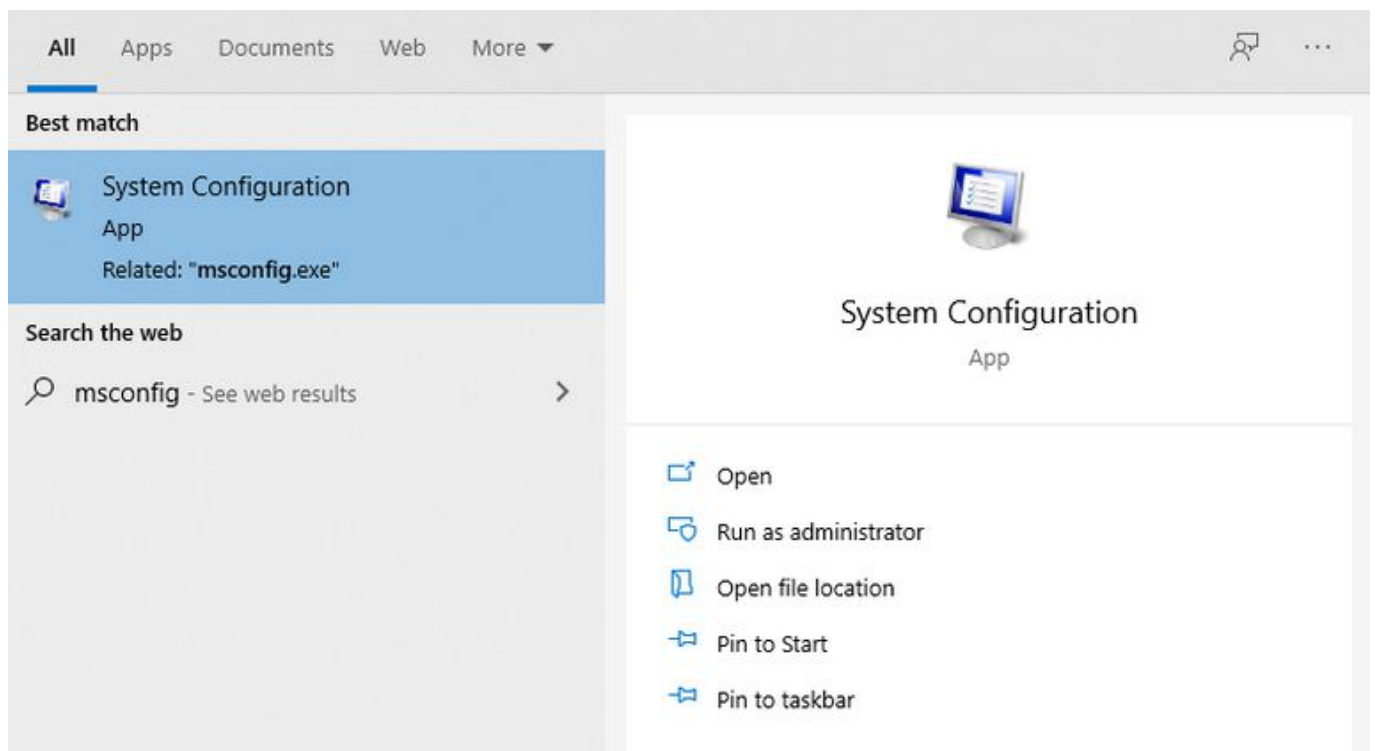 All Apps Documents Web More
Best match
System Configuration
App
Related: "msconfig.exe"
Search the web
msconfig - See web results
System Configuration
App
Open
Run as administrator
Open file location
Pin to Start
Pin to taskbar